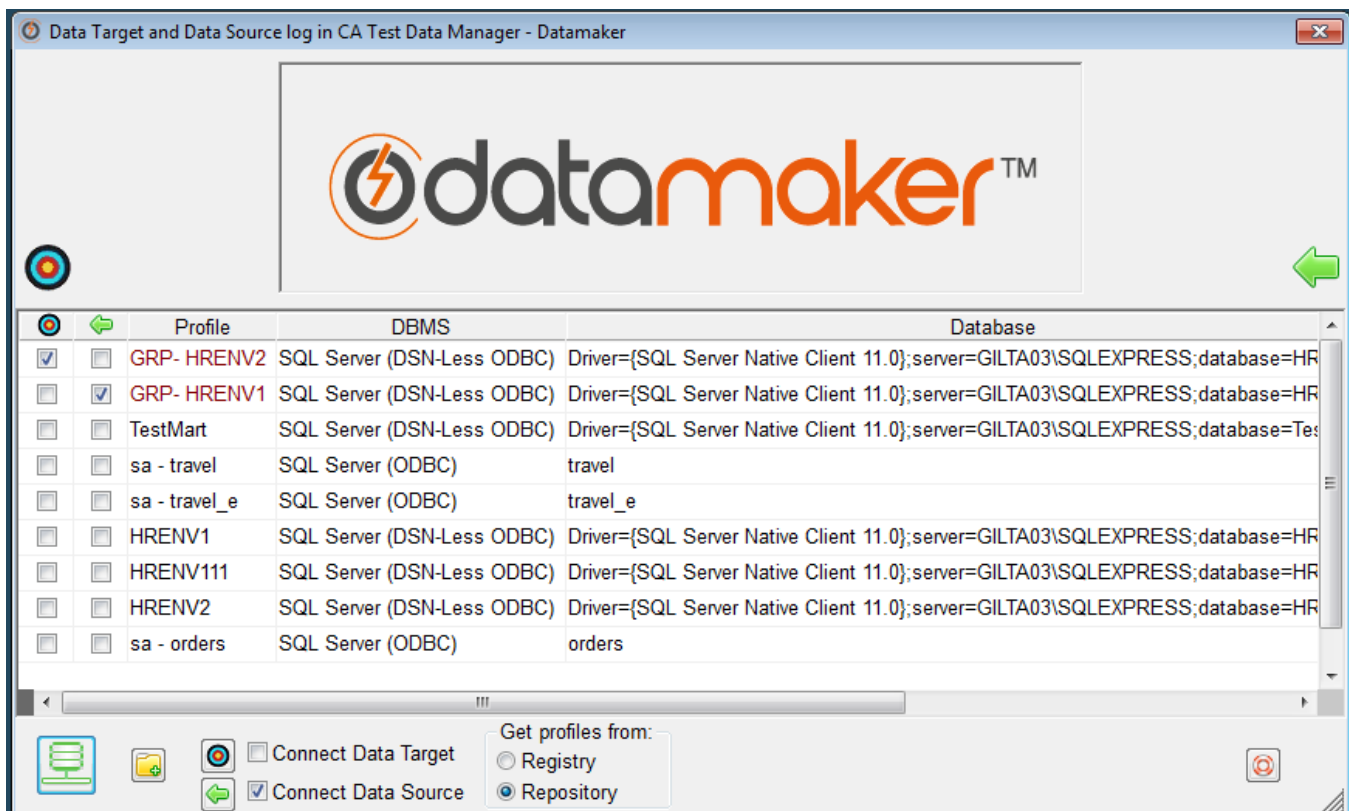 Data Target and Data Source log in CA Test Data Manager - Datamaker
datamaker™
Profile DBMS Database
GRP- HRENV2 SQL Server (DSN-Less ODBC) Driver={SQL Server Native Client 11.0};server=GILTA03\SQLEXPRESS;database=HR
GRP- HRENV1 SQL Server (DSN-Less ODBC) Driver={SQL Server Native Client 11.0};server=GILTA03\SQLEXPRESS;database=HR
TestMart SQL Server (DSN-Less ODBC) Driver={SQL Server Native Client 11.0};server=GILTA03\SQLEXPRESS;database=Tes
sa - travel SQL Server (ODBC) travel
sa - travel_e SQL Server (ODBC) travel_e
HRENV1 SQL Server (DSN-Less ODBC) Driver={SQL Server Native Client 11.0};server=GILTA03\SQLEXPRESS;database=HR
HRENV111 SQL Server (DSN-Less ODBC) Driver={SQL Server Native Client 11.0};server=GILTA03\SQLEXPRESS;database=HR
HRENV2 SQL Server (DSN-Less ODBC) Driver={SQL Server Native Client 11.0};server=GILTA03\SQLEXPRESS;database=HR
sa - orders SQL Server (ODBC) orders
Get profiles from:
Connect Data Target
Registry
Connect Data Source
Repository